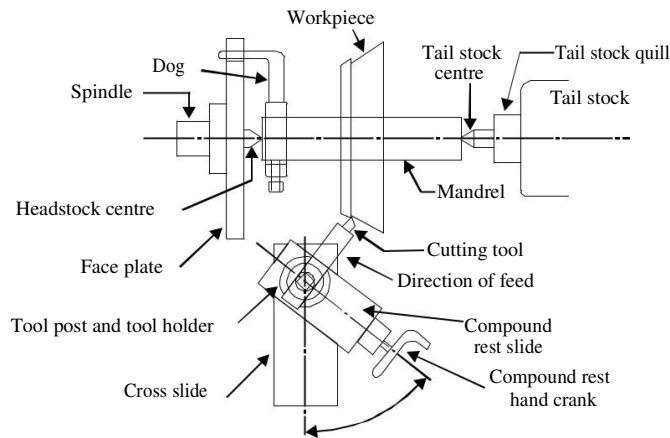 Workpiece
Dog
Tail stock
centre
Tail stock quill
Spindle
Tail stock
Headstock centre
Mandrel
Face plate
Cutting tool
Direction of feed
Tool post and tool holder
Compound
rest slide
Cross slide
Compound rest
hand crank